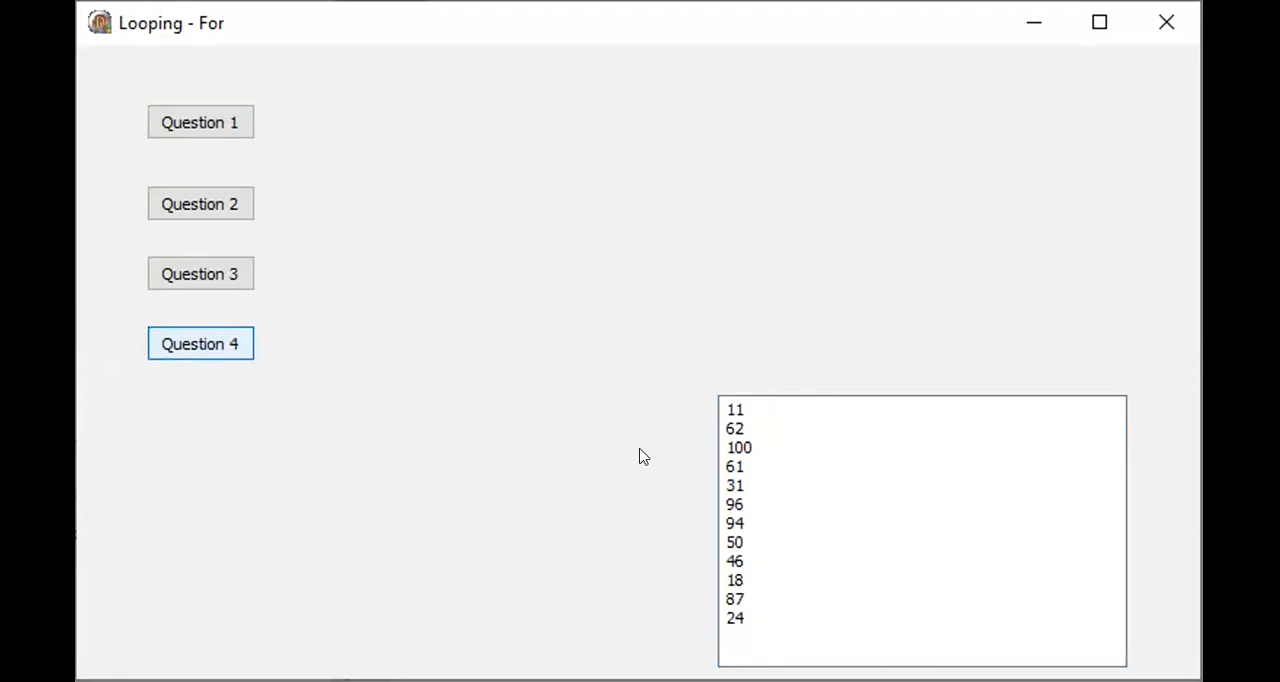 Looping - For
Question 1
Question 2
Question 3
Question 4
11
62
100
61
31
96
94
50
46
18
87
24